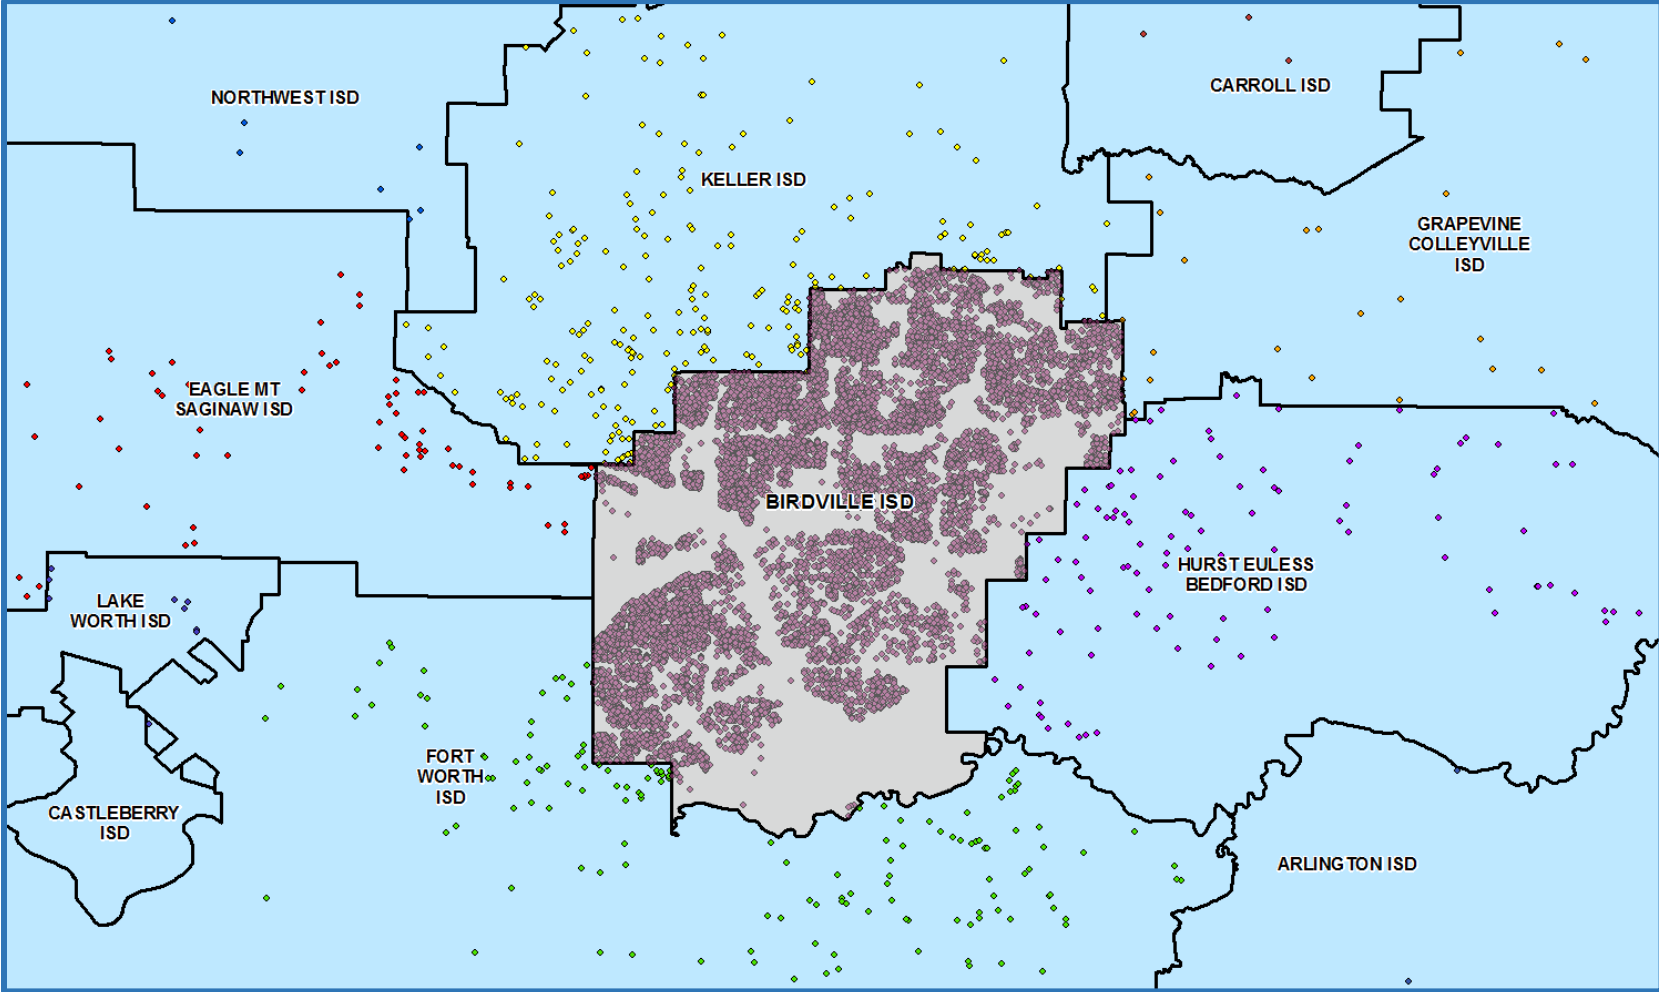 NORTHWEST ISD
CARROLL ISD
KELLER ISD
GRAPEVINE
COLLEYVILLE
ISD
EAGLE MT
SAGINAW ISD
BIRDVILLE ISD
HURST EULESS
BEDFORD ISD
LAKE
WORTH ISD
FORT
WORTH
ISD
CASTLEBERRY
ISD
ARLINGTON ISD